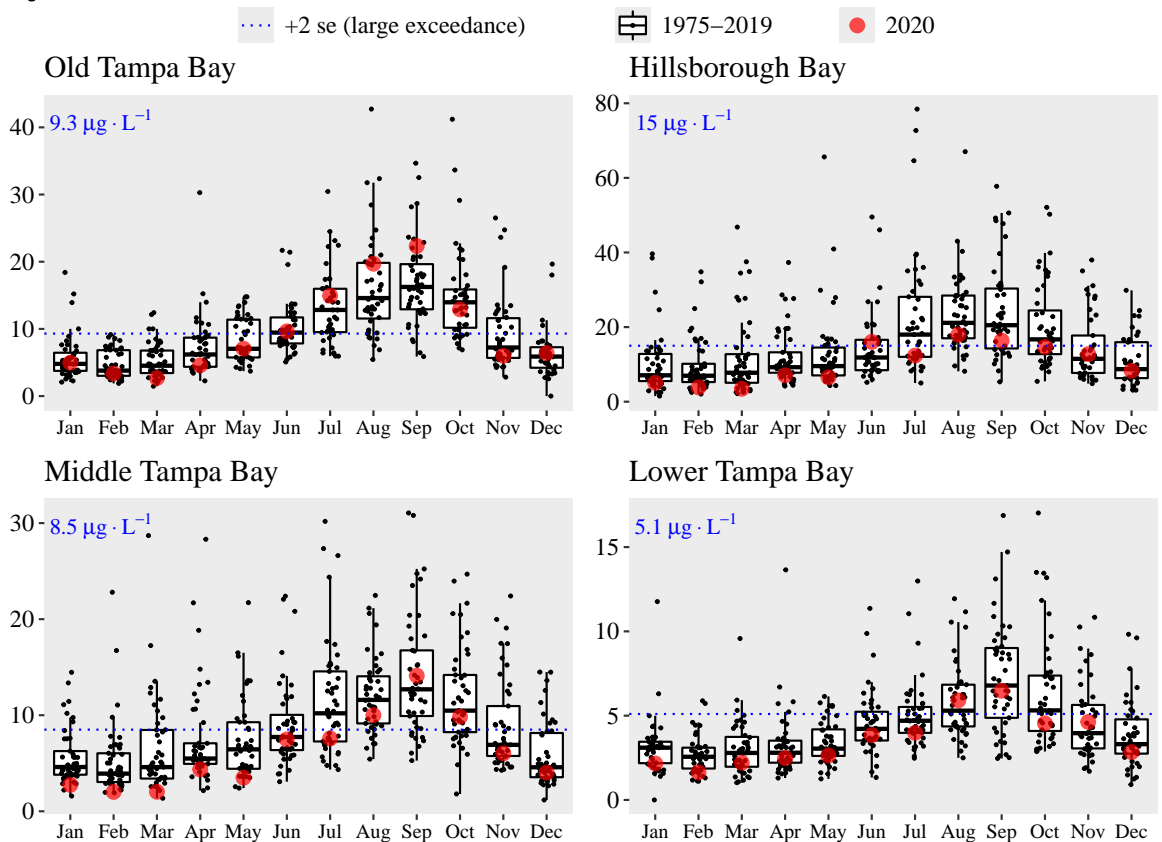 +2 se (large exceedance) 1975−2019 2020
Old Tampa Bay
9.3 μg ⋅ L−1
40
30
20
10
0
Jan Feb Mar Apr May Jun Jul Aug Sep Oct Nov Dec
Hillsborough Bay
15 μg ⋅ L−1
80
60
40
20
0
Jan Feb Mar Apr May Jun Jul Aug Sep Oct Nov Dec
Middle Tampa Bay
8.5 μg ⋅ L−1
30
20
10
0
Jan Feb Mar Apr May Jun Jul Aug Sep Oct Nov Dec
Lower Tampa Bay
5.1 μg ⋅ L−1
15
10
5
0
Jan Feb Mar Apr May Jun Jul Aug Sep Oct Nov Dec